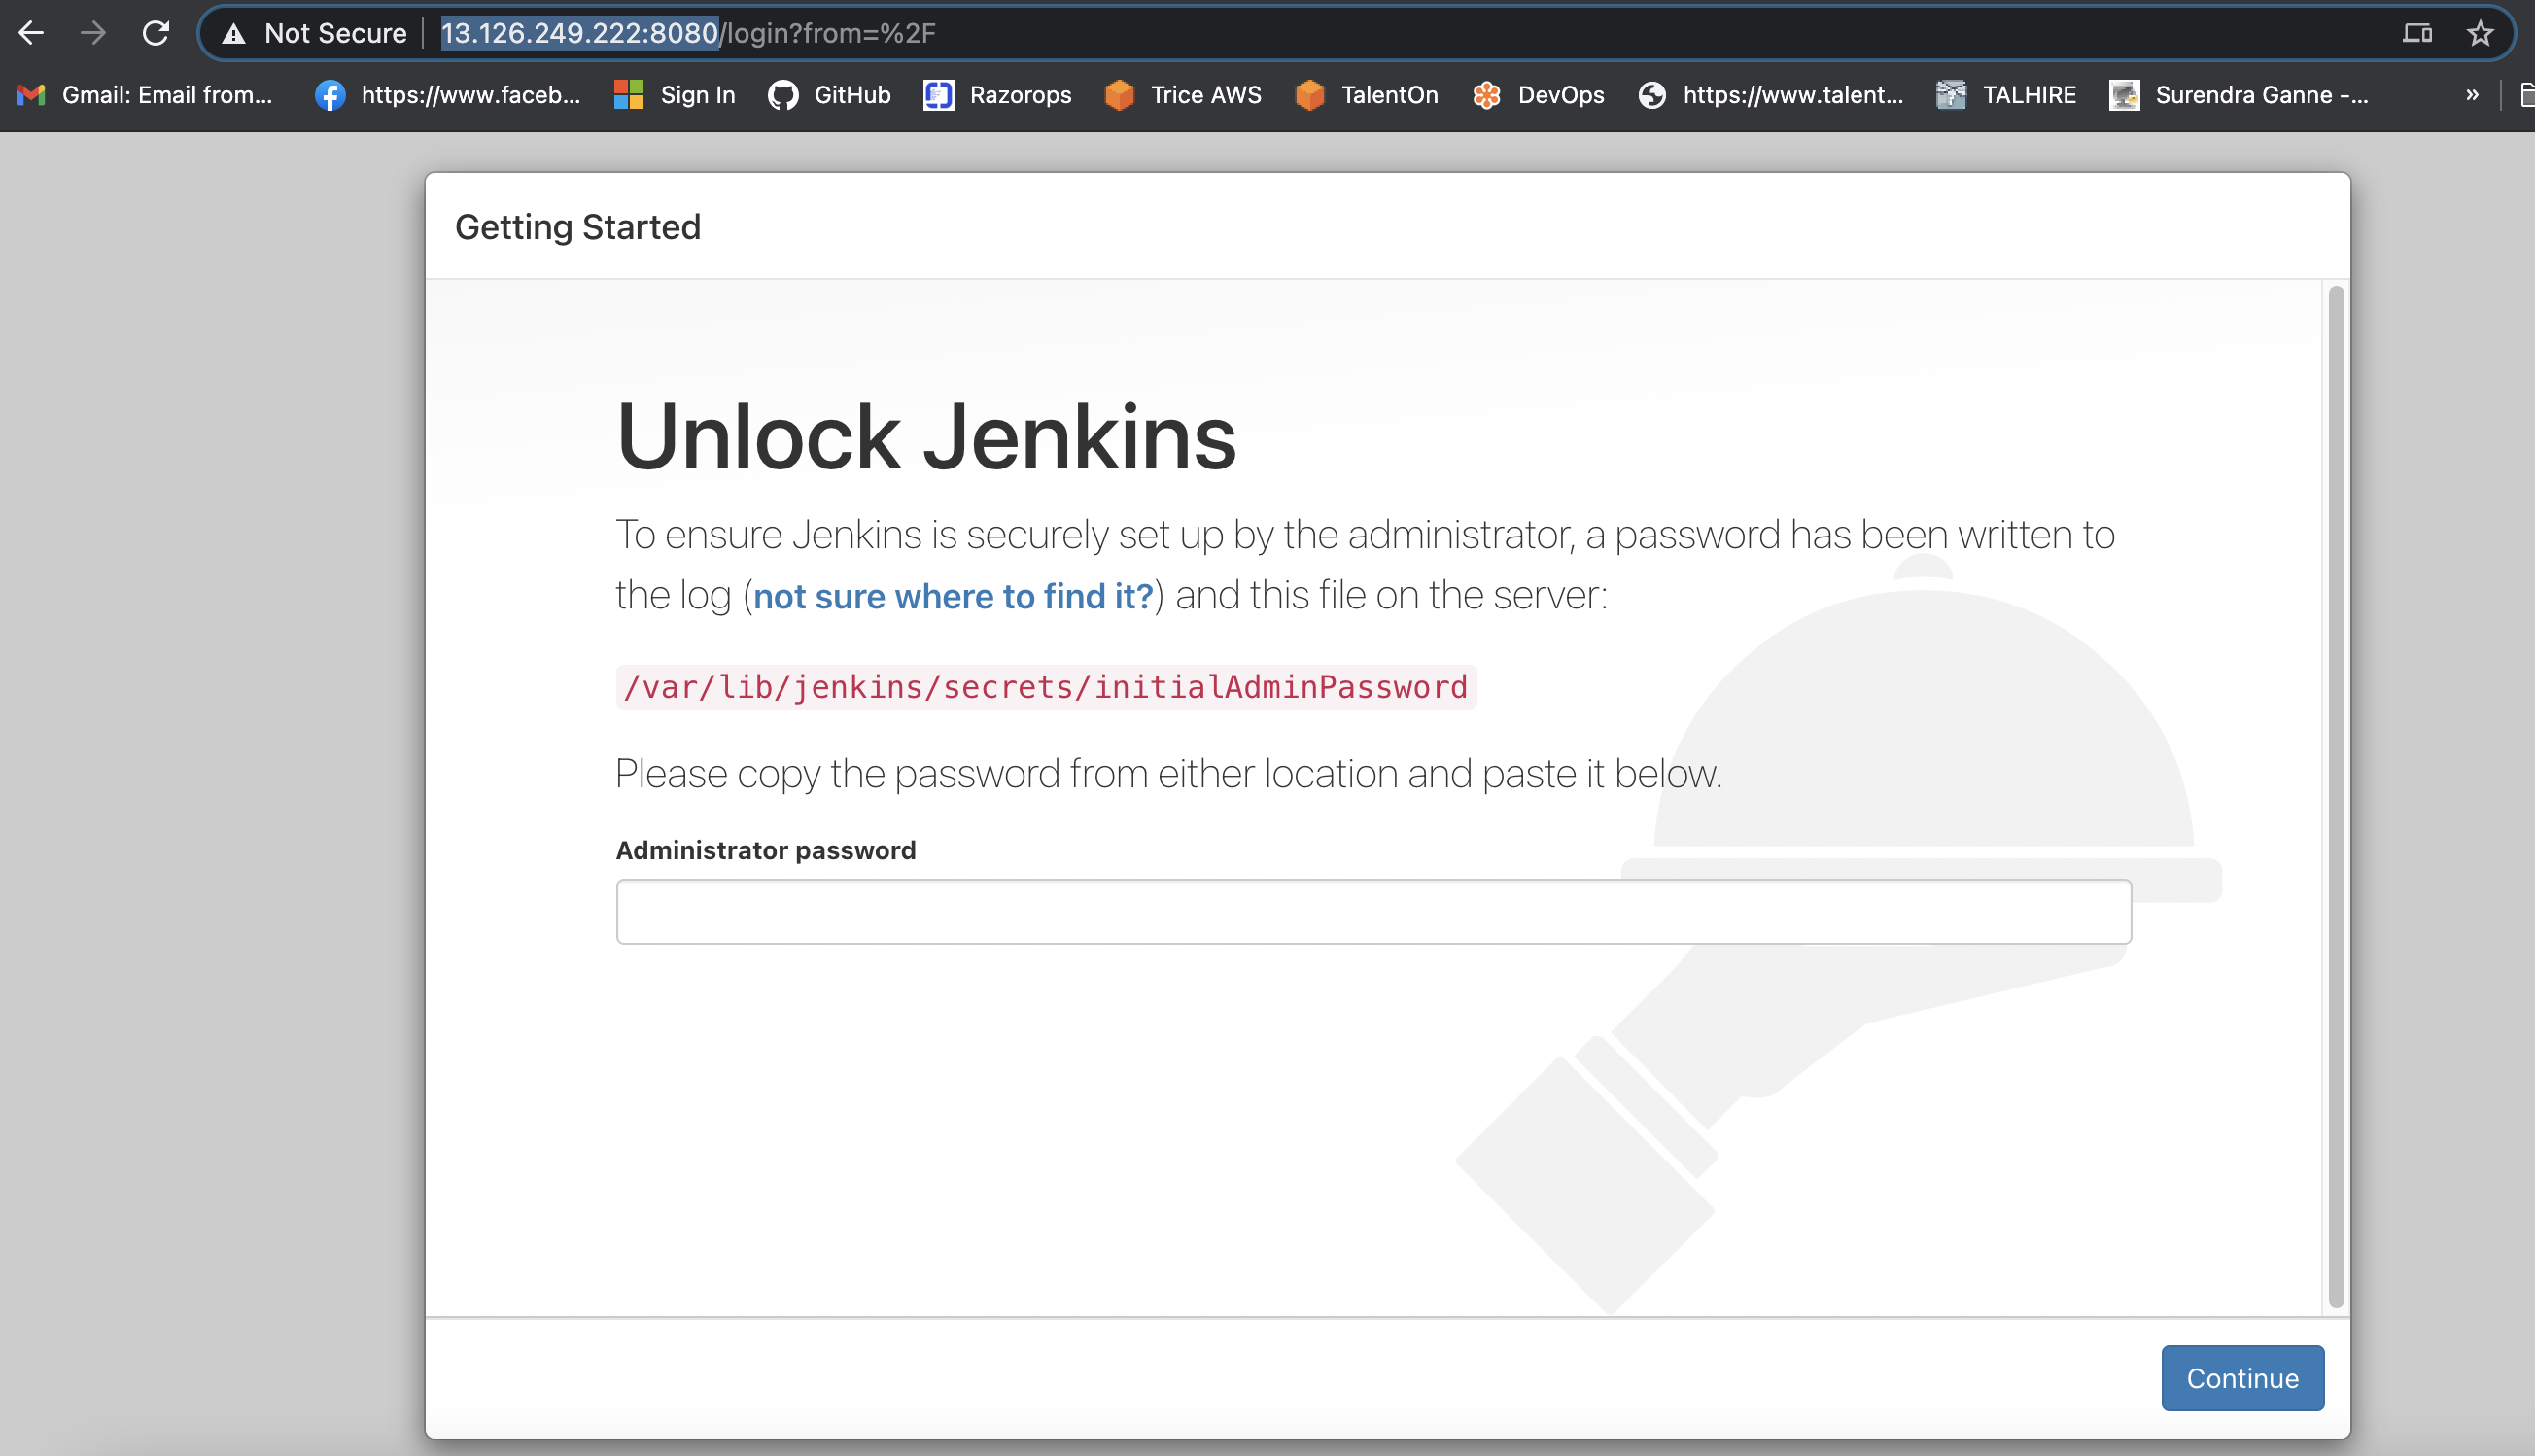 Not Secure 13.126.249.222:8080/login?from=%2F
Gmail: Email from... https://www.faceb... Sign In GitHub Razorops Trice AWS TalentOn DevOps https://www.talent... TALHIRE Surendra Ganne -... »
Getting Started
Unlock Jenkins
To ensure Jenkins is securely set up by the administrator, a password has been written to
the log (not sure where to find it?) and this file on the server:
/var/lib/jenkins/secrets/initialAdminPassword
Please copy the password from either location and paste it below.
Administrator password
Continue